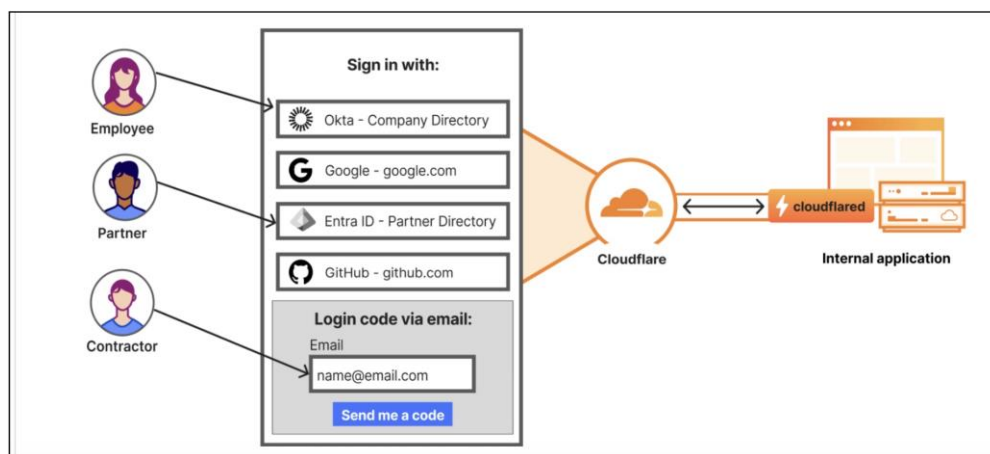 Sign in with:
Employee
Okta - Company Directory
Google - google.com
Partner
Entra ID - Partner Directory
GitHub - github.com
Contractor
Login code via email:
Email
name@email.com
Send me a code
Cloudflare
cloudflared
Internal application